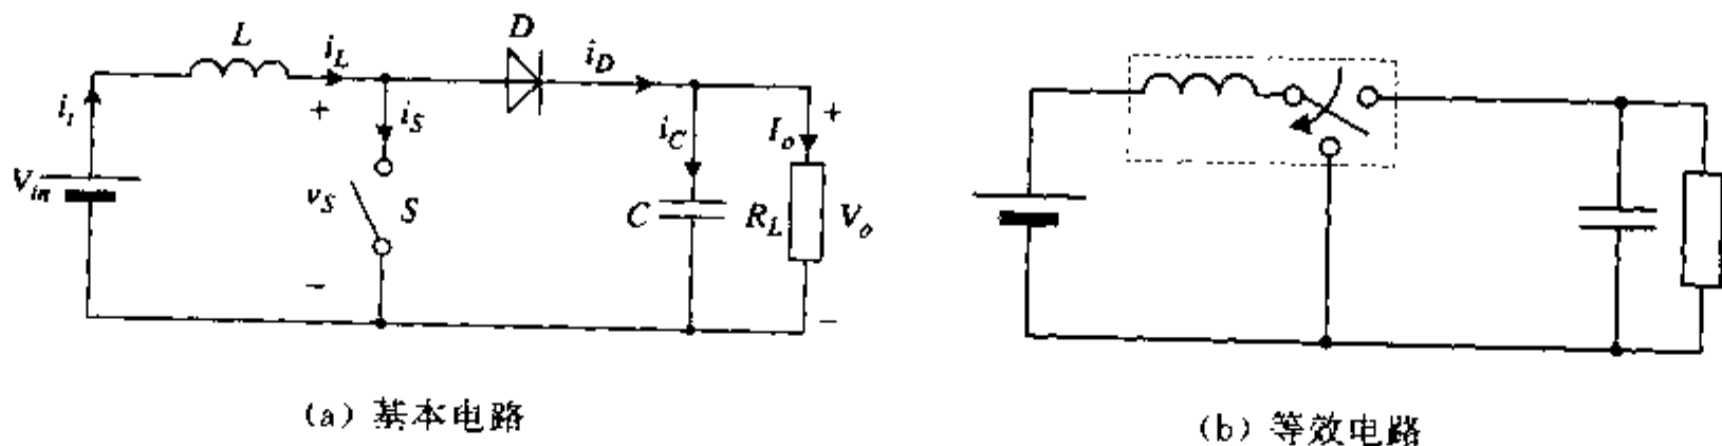 L
i_L
D
i_D
+
i_i
i_S
i_C
I_o
+
V_in
v_S
S
C
R_L
V_o
−
−
(a) 基本电路
(b) 等效电路